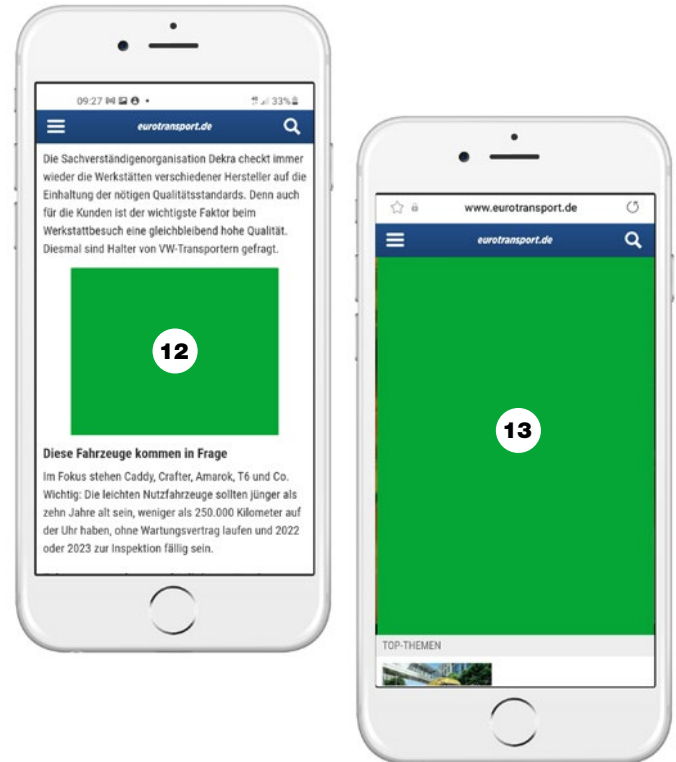 09:27
33%
eurotransport.de
Die Sachverständigenorganisation Dekra checkt immer
wieder die Werkstätten verschiedener Hersteller auf die
Einhaltung der nötigen Qualitätsstandards. Denn auch
für die Kunden ist der wichtigste Faktor beim
Werkstattbesuch eine gleichbleibend hohe Qualität.
Diesmal sind Halter von VW-Transportern gefragt.
12
Diese Fahrzeuge kommen in Frage
Im Fokus stehen Caddy, Crafter, Amarok, T6 und Co.
Wichtig: Die leichten Nutzfahrzeuge sollten jünger als
zehn Jahre alt sein, weniger als 250.000 Kilometer auf
der Uhr haben, ohne Wartungsvertrag laufen und 2022
oder 2023 zur Inspektion fällig sein.
www.eurotransport.de
eurotransport.de
13
TOP-THEMEN